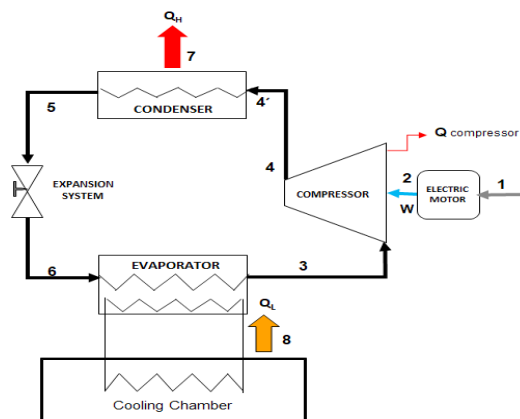 QH
7
5
CONDENSER
4´
Q compressor
4
2
1
EXPANSION
SYSTEM
COMPRESSOR
ELECTRIC
MOTOR
W
6
EVAPORATOR
3
QL
8
Cooling Chamber